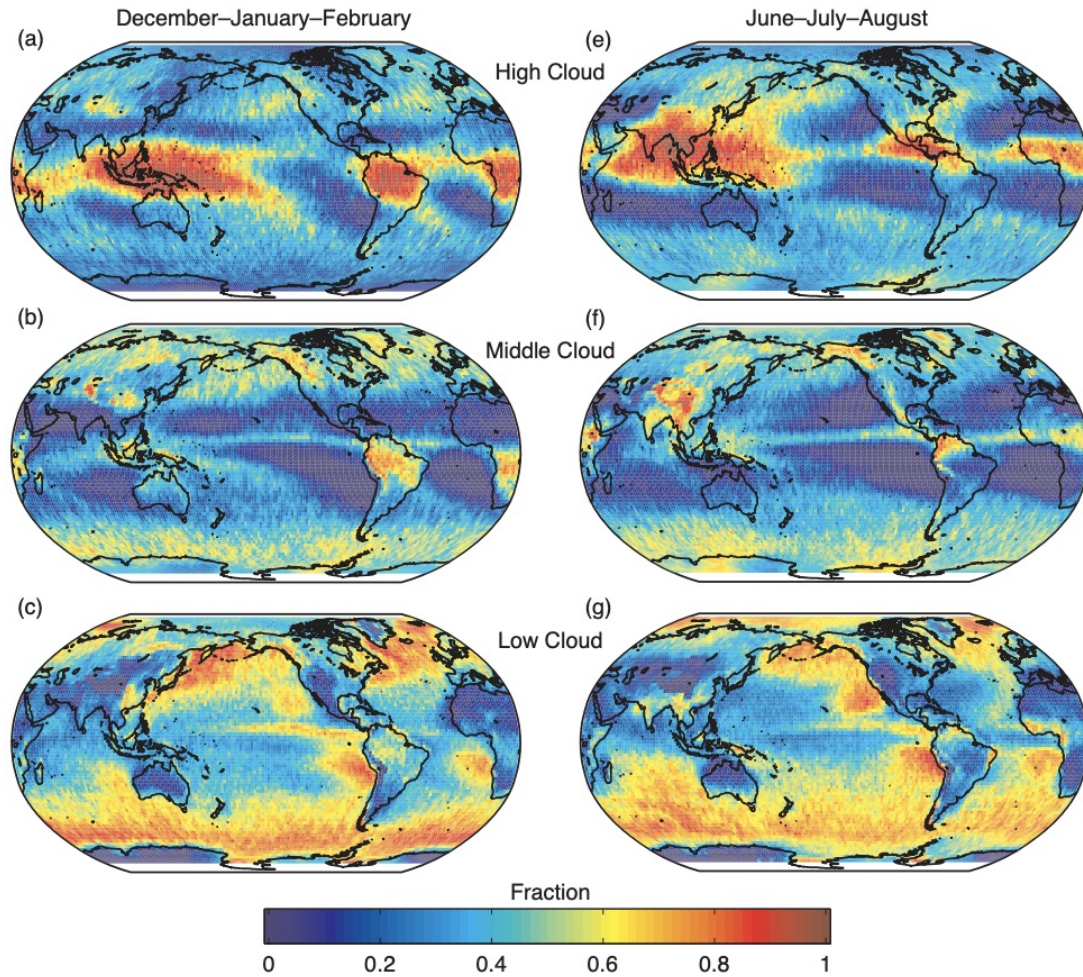 December–January–February
June–July–August
(a)
(e)
High Cloud
(b)
(f)
Middle Cloud
(c)
(g)
Low Cloud
Fraction
0 0.2 0.4 0.6 0.8 1